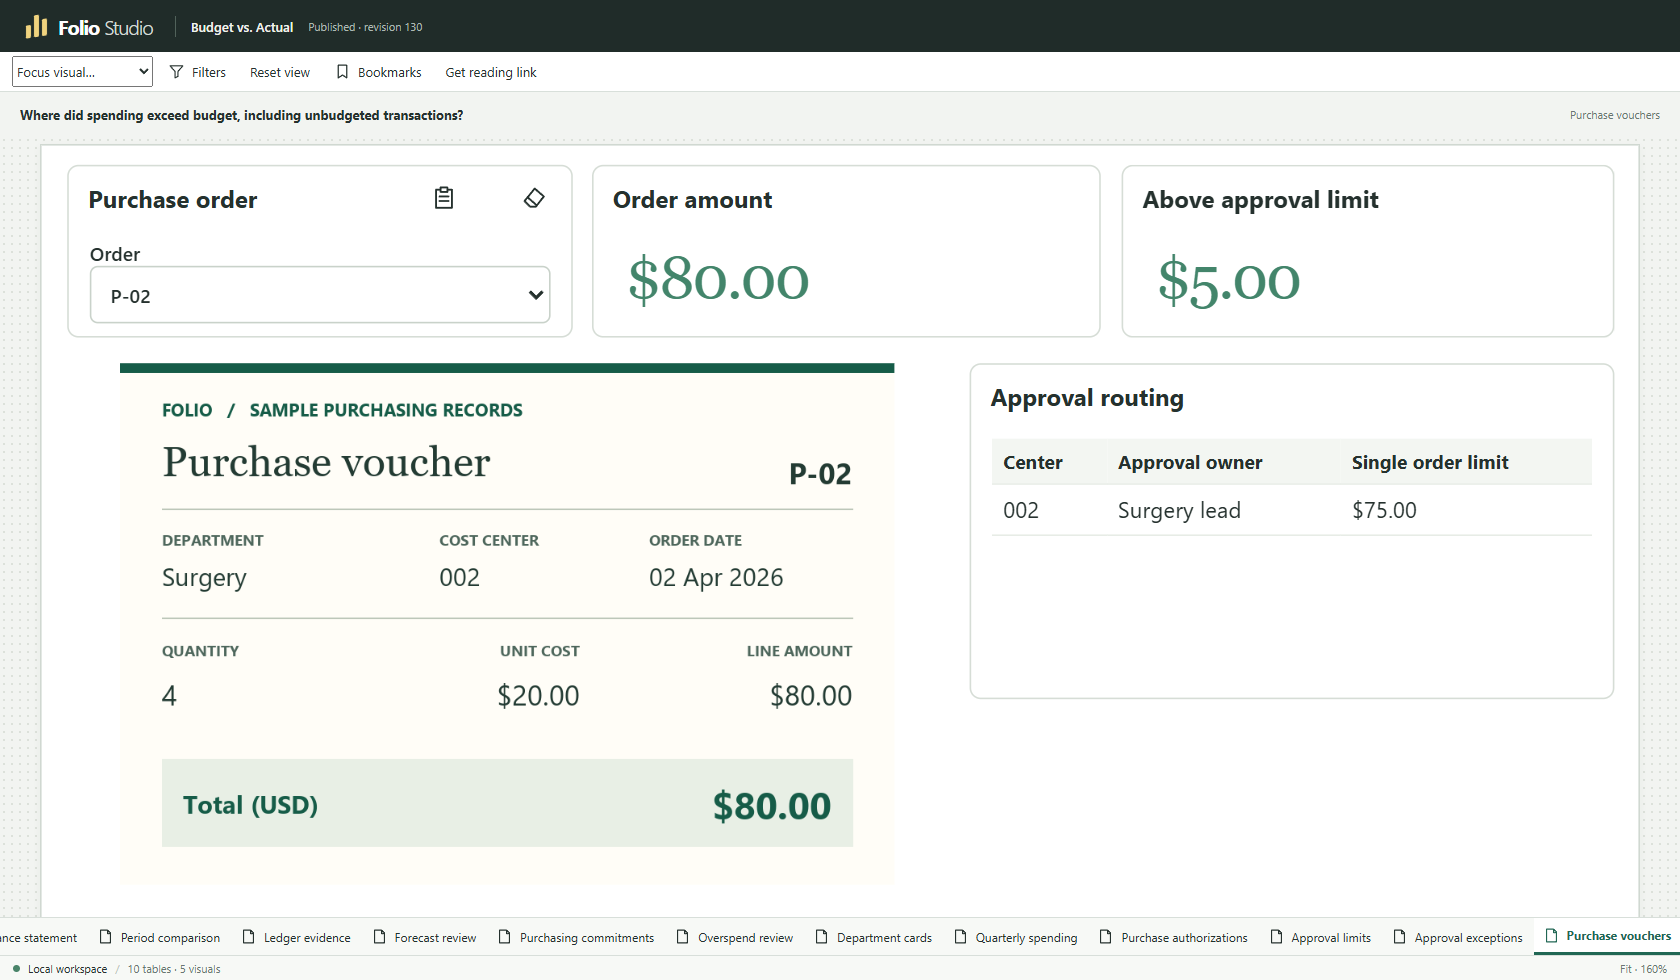 Folio Studio
Budget vs. Actual
Published · revision 130
Focus visual...
Filters
Reset view
Bookmarks
Get reading link
Where did spending exceed budget, including unbudgeted transactions?
Purchase vouchers
Purchase order
Order
P-02
Order amount
$80.00
Above approval limit
$5.00
FOLIO / SAMPLE PURCHASING RECORDS
Purchase voucher
P-02
DEPARTMENT COST CENTER ORDER DATE
Surgery 002 02 Apr 2026
QUANTITY UNIT COST LINE AMOUNT
4 $20.00 $80.00
Total (USD) $80.00
Approval routing
Center Approval owner Single order limit
002 Surgery lead $75.00
nce statement
Period comparison
Ledger evidence
Forecast review
Purchasing commitments
Overspend review
Department cards
Quarterly spending
Purchase authorizations
Approval limits
Approval exceptions
Purchase vouchers
Local workspace / 10 tables · 5 visuals
Fit · 160%